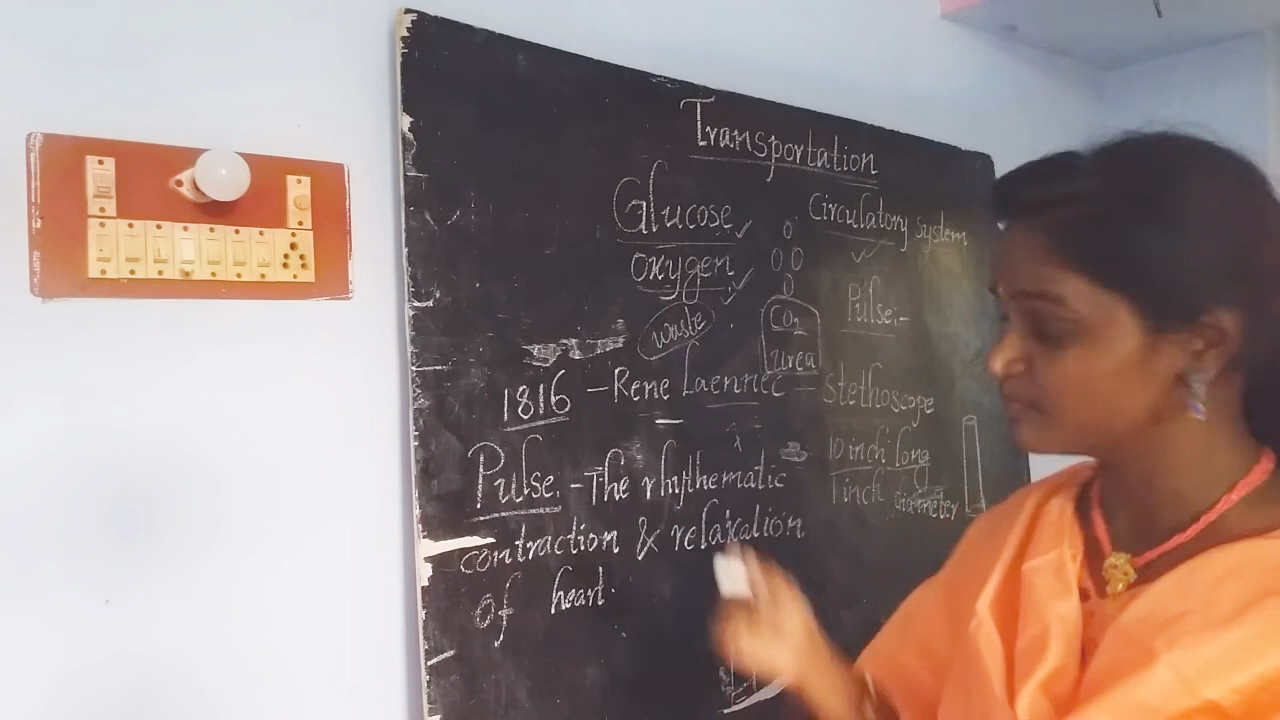 Transportation
Glucose
Circulatory System
Oxygen
waste
CO₂
Urea
Pulse:-
1816 - Rene Laennec - Stethoscope
10 inch long
1 inch Diameter
Pulse. - The rhythematic
contraction & relaxation
of heart.